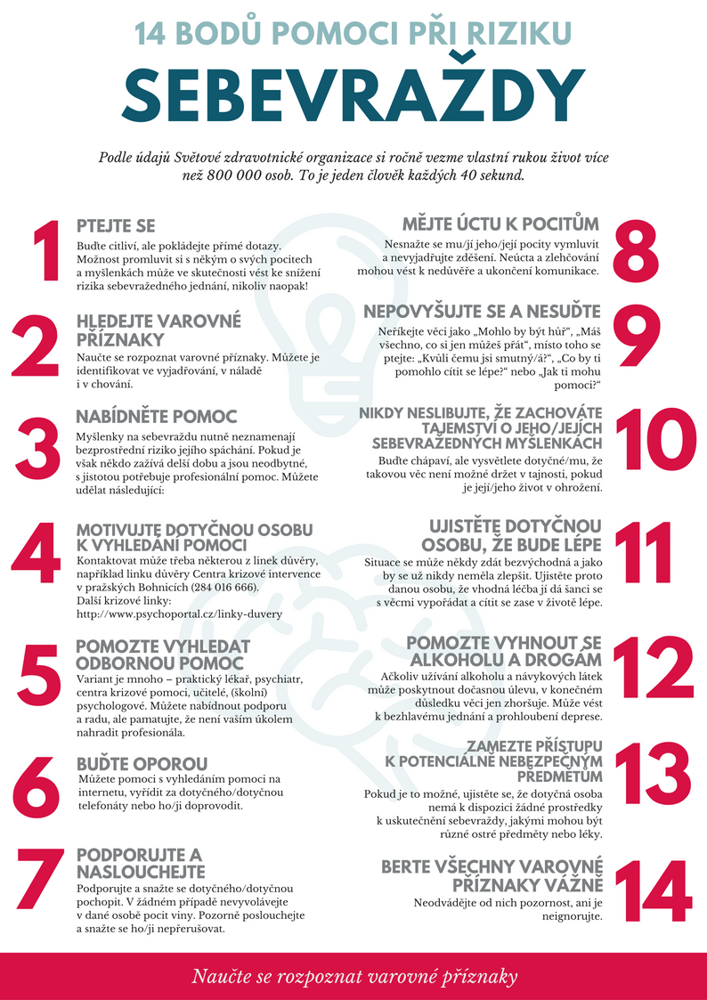 14 BODŮ POMOCI PŘI RIZIKU
SEBEVRAŽDY
Podle údajů Světové zdravotnické organizace si ročně vezme vlastní rukou život více
než 800 000 osob. To je jeden člověk každých 40 sekund.
1
PTEJTE SE
Buďte citliví, ale pokládejte přímé dotazy.
Možnost promluvit si s někým o svých pocitech
a myšlenkách může ve skutečnosti vést ke snížení
rizika sebevražedného jednání, nikoliv naopak!
2
HLEDEJTE VAROVNÉ
PŘÍZNAKY
Naučte se rozpoznat varovné příznaky. Můžete je
identifikovat ve vyjadřování, v náladě
i v chování.
3
NABÍDNĚTE POMOC
Myšlenky na sebevraždu nutně neznamenají
bezprostřední riziko jejího spáchání. Pokud je
však někdo zažívá delší dobu a jsou neodbytné,
s jistotou potřebuje profesionální pomoc. Můžete
udělat následující:
4
MOTIVUJTE DOTYČNOU OSOBU
K VYHLEDÁNÍ POMOCI
Kontaktovat může třeba některou z linek důvěry,
například linku důvěry Centra krizové intervence
v pražských Bohnicích (284 016 666).
Další krizové linky:
http://www.psychoportal.cz/linky-duvery
5
POMOZTE VYHLEDAT
ODBORNOU POMOC
Variant je mnoho – praktický lékař, psychiatr,
centra krizové pomoci, učitelé, (školní)
psychologové. Můžete nabídnout podporu
a radu, ale pamatujte, že není vaším úkolem
nahradit profesionála.
6
BUĎTE OPOROU
Můžete pomoci s vyhledáním pomoci na
internetu, vyřídit za dotyčného/dotyčnou
telefonáty nebo ho/ji doprovodit.
7
PODPORUJTE A
NASLOUCHEJTE
Podporujte a snažte se dotyčného/dotyčnou
pochopit. V žádném případě nevyvolávejte
v dané osobě pocit viny. Pozorně poslouchejte
a snažte se ho/ji nepřerušovat.
8
MĚJTE ÚCTU K POCITŮM
Nesnažte se mu/jí jeho/její pocity vymluvit
a nevyjadřujte zděšení. Neúcta a zlehčování
mohou vést k nedůvěře a ukončení komunikace.
9
NEPOVYŠUJTE SE A NESUĎTE
Neříkejte věci jako „Mohlo by být hůř“, „Máš
všechno, co si jen můžeš přát“, místo toho se
ptejte: „Kvůli čemu jsi smutný/á?“, „Co by ti
pomohlo cítit se lépe?“ nebo „Jak ti mohu
pomoci?“
10
NIKDY NESLIBUJTE, ŽE ZACHOVÁTE
TAJEMSTVÍ O JEHO/JEJÍCH
SEBEVRAŽEDNÝCH MYŠLENKÁCH
Buďte chápaví, ale vysvětlete dotyčné/mu, že
takovou věc není možné držet v tajnosti, pokud
je její/jeho život v ohrožení.
11
UJISTĚTE DOTYČNOU
OSOBU, ŽE BUDE LÉPE
Situace se může někdy zdát bezvýchodná a jako
by se už nikdy neměla zlepšit. Ujistěte proto
danou osobu, že vhodná léčba jí dá šanci se
s věcmi vypořádat a cítit se zase v životě lépe.
12
POMOZTE VYHNOUT SE
ALKOHOLU A DROGÁM
Ačkoliv užívání alkoholu a návykových látek
může poskytnout dočasnou úlevu, v konečném
důsledku věci jen zhoršuje. Může vést
k bezhlavému jednání a prohloubení deprese.
13
ZAMEZTE PŘÍSTUPU
K POTENCIÁLNĚ NEBEZPEČNÝM
PŘEDMĚTŮM
Pokud je to možné, ujistěte se, že dotyčná osoba
nemá k dispozici žádné prostředky
k uskutečnění sebevraždy, jakými mohou být
různé ostré předměty nebo léky.
14
BERTE VŠECHNY VAROVNÉ
PŘÍZNAKY VÁŽNĚ
Neodvádějte od nich pozornost, ani je
neignorujte.
Naučte se rozpoznat varovné příznaky